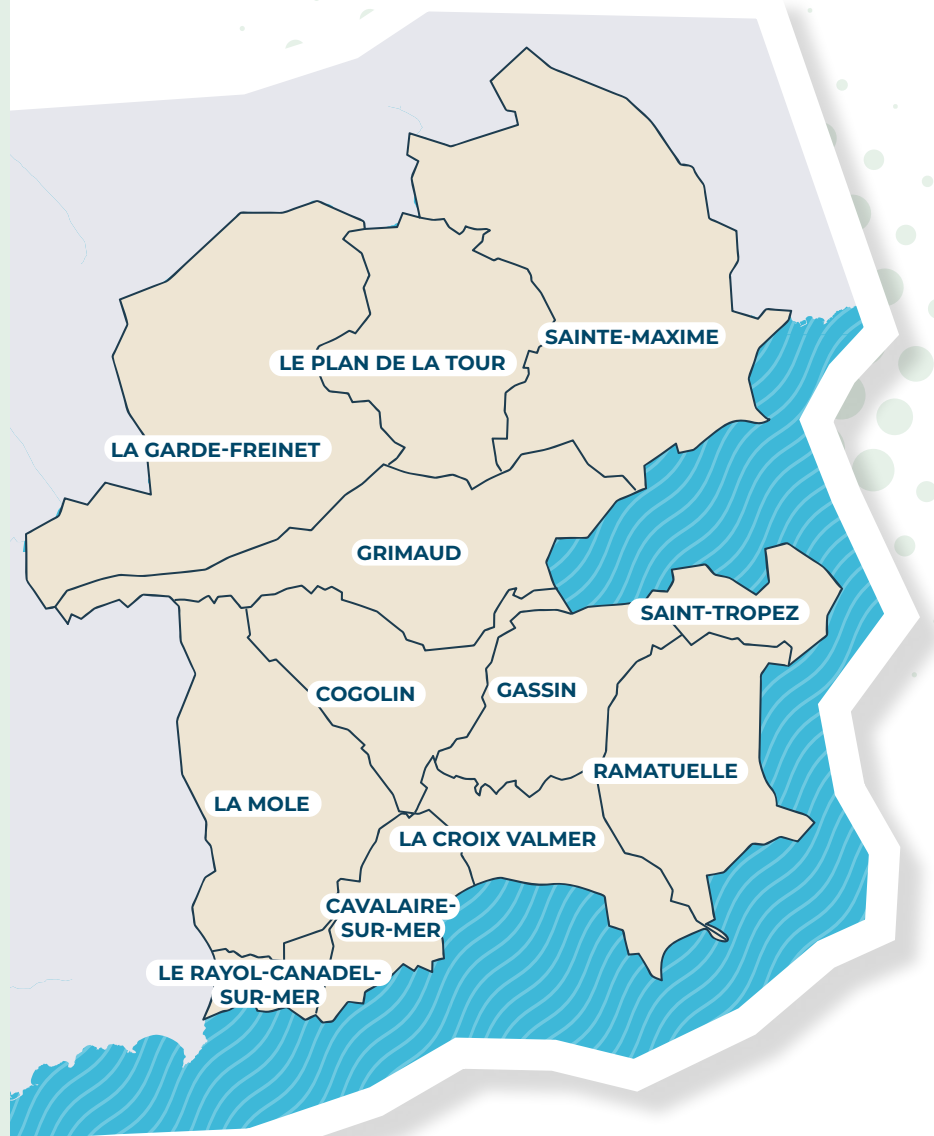 SAINTE-MAXIME
LE PLAN DE LA TOUR
LA GARDE-FREINET
GRIMAUD
SAINT-TROPEZ
COGOLIN
GASSIN
RAMATUELLE
LA MOLE
LA CROIX VALMER
CAVALAIRE-
SUR-MER
LE RAYOL-CANADEL-
SUR-MER